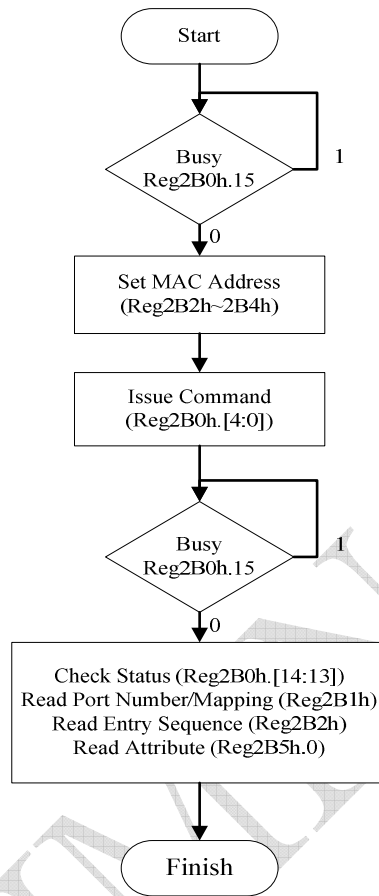 Start
Busy
Reg2B0h.15
1
0
Set MAC Address
(Reg2B2h~2B4h)
Issue Command
(Reg2B0h.[4:0])
Busy
Reg2B0h.15
1
0
Check Status (Reg2B0h.[14:13])
Read Port Number/Mapping (Reg2B1h)
Read Entry Sequence (Reg2B2h)
Read Attribute (Reg2B5h.0)
Finish